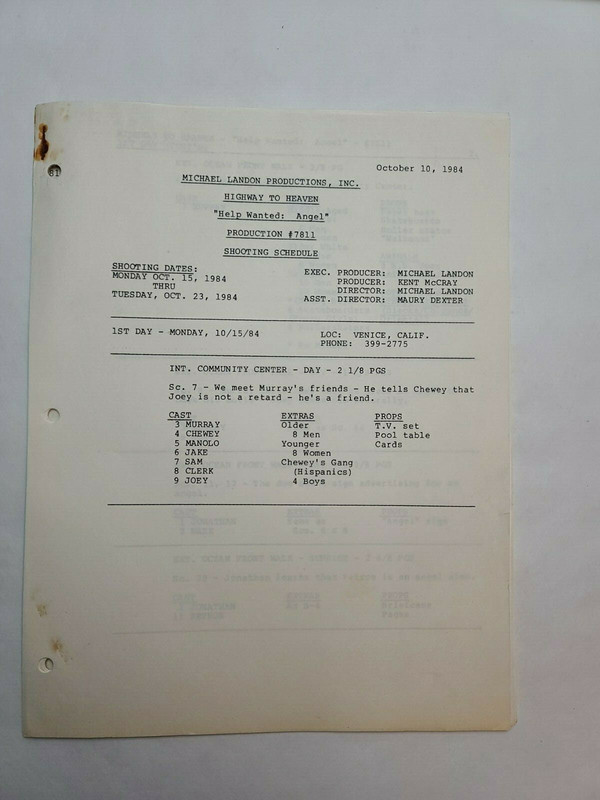 October 10, 1984
MICHAEL LANDON PRODUCTIONS, INC.
HIGHWAY TO HEAVEN
"Help Wanted: Angel"
PRODUCTION #7811
SHOOTING SCHEDULE
SHOOTING DATES:
MONDAY OCT. 15, 1984
THRU
TUESDAY, OCT. 23, 1984
EXEC. PRODUCER: MICHAEL LANDON
PRODUCER: KENT McCRAY
DIRECTOR: MICHAEL LANDON
ASST. DIRECTOR: MAURY DEXTER
1ST DAY - MONDAY, 10/15/84 LOC: VENICE, CALIF.
PHONE: 399-2775
INT. COMMUNITY CENTER - DAY - 2 1/8 PGS
Sc. 7 - We meet Murray's friends - He tells Chewey that
Joey is not a retard - he's a friend.
CAST EXTRAS PROPS
3 MURRAY Older T.V. set
4 CHEWEY 8 Men Pool table
5 MANOLO Younger Cards
6 JAKE 8 Women
7 SAM Chewey's Gang
8 CLERK (Hispanics)
9 JOEY 4 Boys